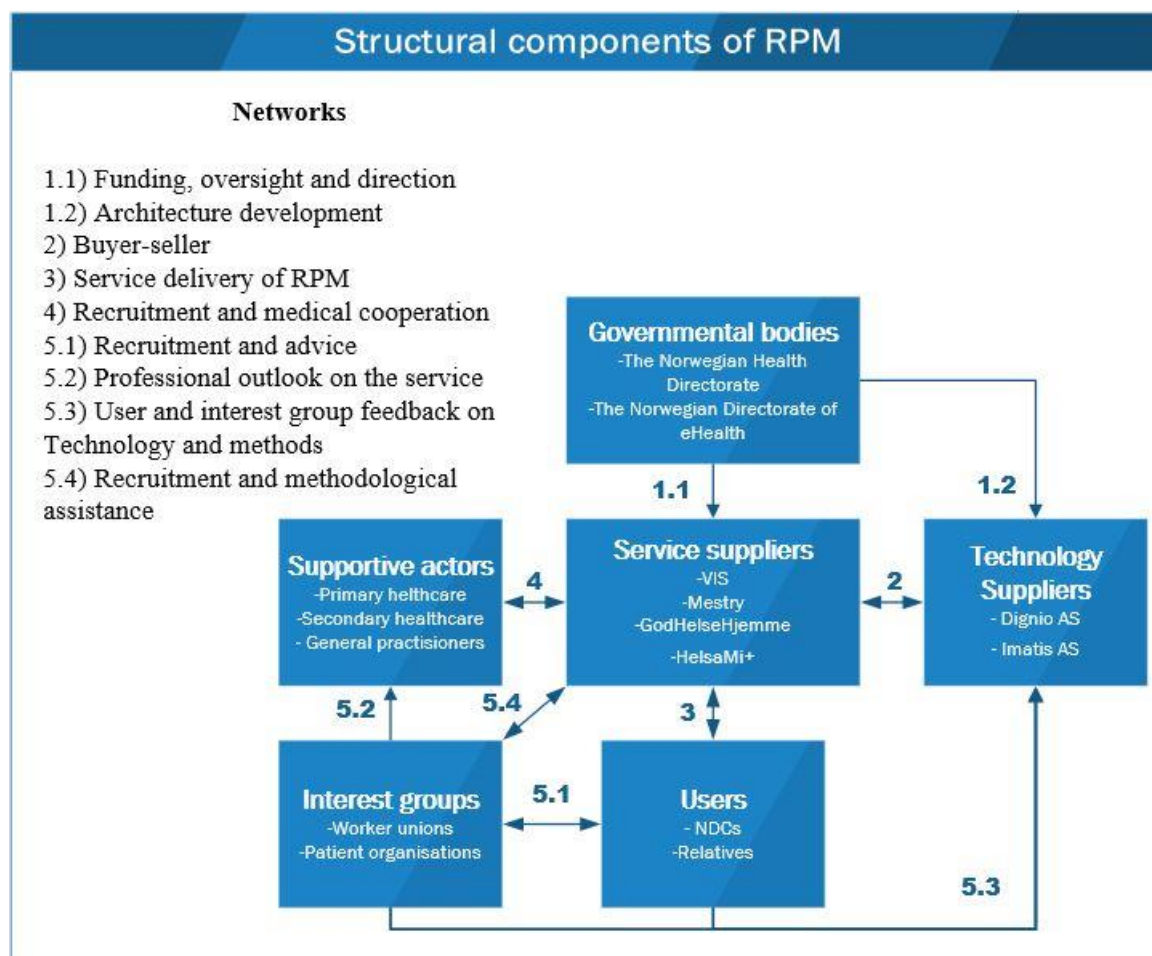 Structural components of RPM
Networks
1.1) Funding, oversight and direction
1.2) Architecture development
2) Buyer-seller
3) Service delivery of RPM
4) Recruitment and medical cooperation
5.1) Recruitment and advice
5.2) Professional outlook on the service
5.3) User and interest group feedback on
Technology and methods
5.4) Recruitment and methodological
assistance
Governmental bodies
-The Norwegian Health
Directorate
-The Norwegian Directorate of
eHealth
1.1
1.2
Supportive actors
-Primary helthcare
-Secondary healthcare
- General practisioners
4
Service suppliers
-VIS
-Mestry
-GodHelseHjemme
-HelsaMi+
2
Technology
Suppliers
- Dignio AS
- Imatis AS
5.2
5.4
3
Interest groups
-Worker unions
-Patient organisations
5.1
Users
- NDCs
-Relatives
5.3